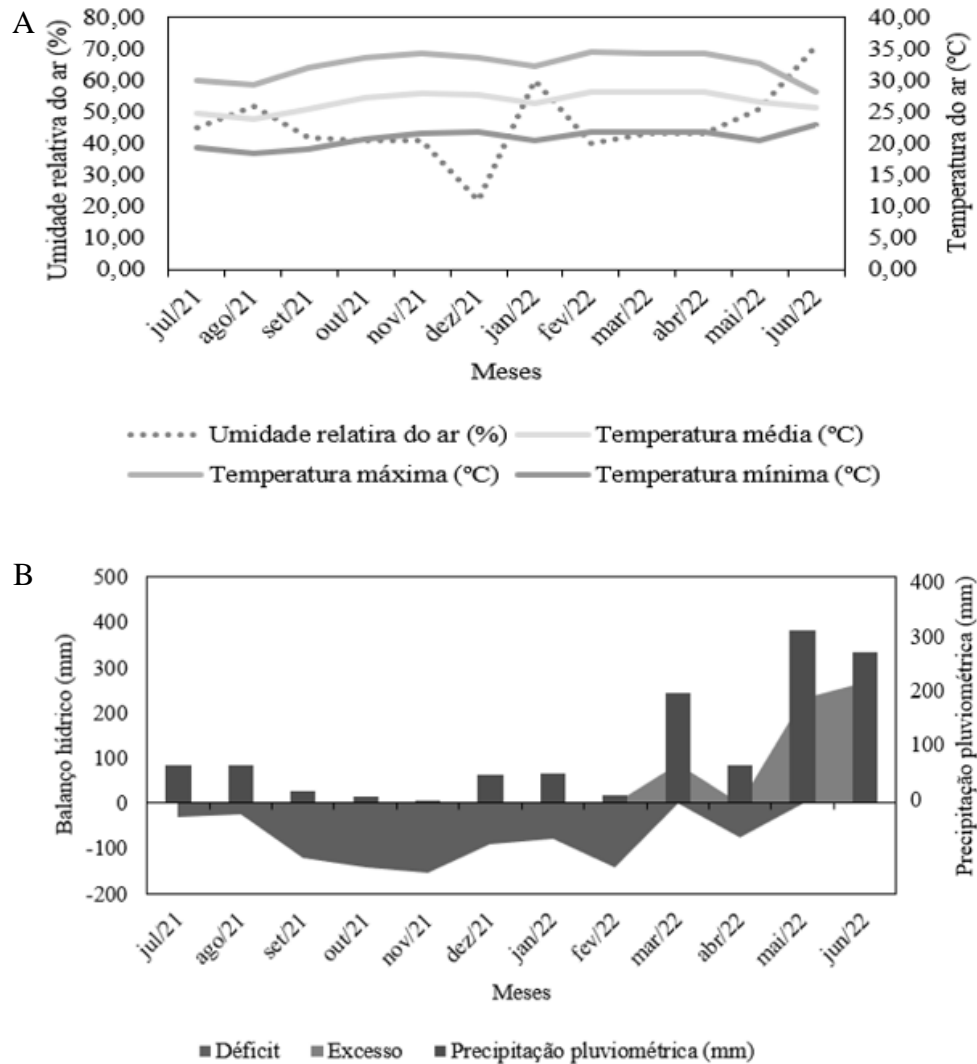 A
Umidade relativa do ar (%)
80,00
70,00
60,00
50,00
40,00
30,00
20,00
10,00
0,00
40,00
35,00
30,00
25,00
20,00
15,00
10,00
5,00
0,00
Temperatura do ar (ºC)
jul/21
ago/21
set/21
out/21
nov/21
dez/21
jan/22
fev/22
mar/22
abr/22
mai/22
jun/22
Meses
Umidade relatira do ar (%)
Temperatura média (ºC)
Temperatura máxima (ºC)
Temperatura mínima (ºC)
B
Balanço hídrico (mm)
500
400
300
200
100
0
-100
-200
400
300
200
100
0
Precipitação pluviométrica (mm)
jul/21
ago/21
set/21
out/21
nov/21
dez/21
jan/22
fev/22
mar/22
abr/22
mai/22
jun/22
Meses
Déficit
Excesso
Precipitação pluviométrica (mm)